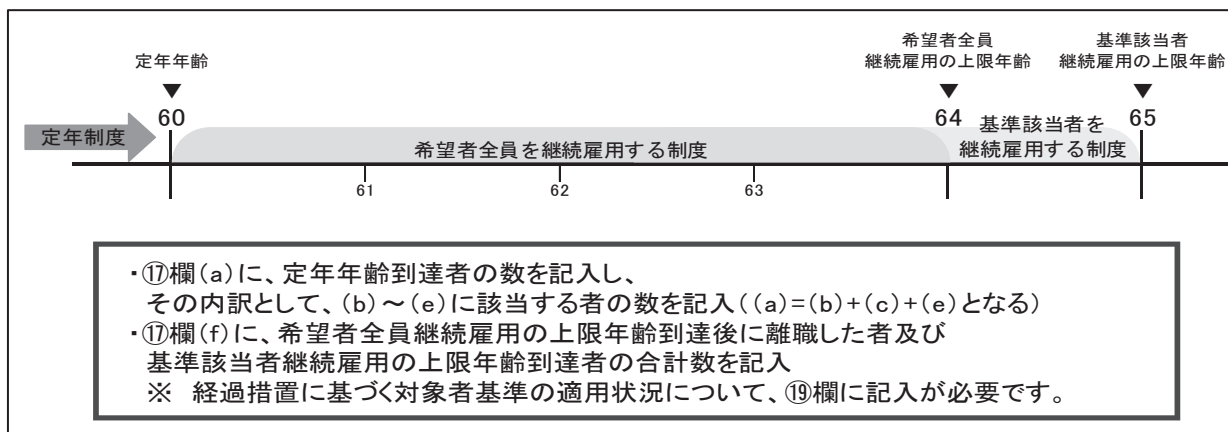 定年年齢
希望者全員
継続雇用の上限年齢
基準該当者
継続雇用の上限年齢
60
64
65
定年制度
希望者全員を継続雇用する制度
基準該当者を
継続雇用する制度
61
62
63
・⑰欄(a)に、定年年齢到達者の数を記入し、
その内訳として、(b)～(e)に該当する者の数を記入((a)=(b)+(c)+(e)となる)
・⑰欄(f)に、希望者全員継続雇用の上限年齢到達後に離職した者及び
基準該当者継続雇用の上限年齢到達者の合計数を記入
※ 経過措置に基づく対象者基準の適用状況について、⑲欄に記入が必要です。